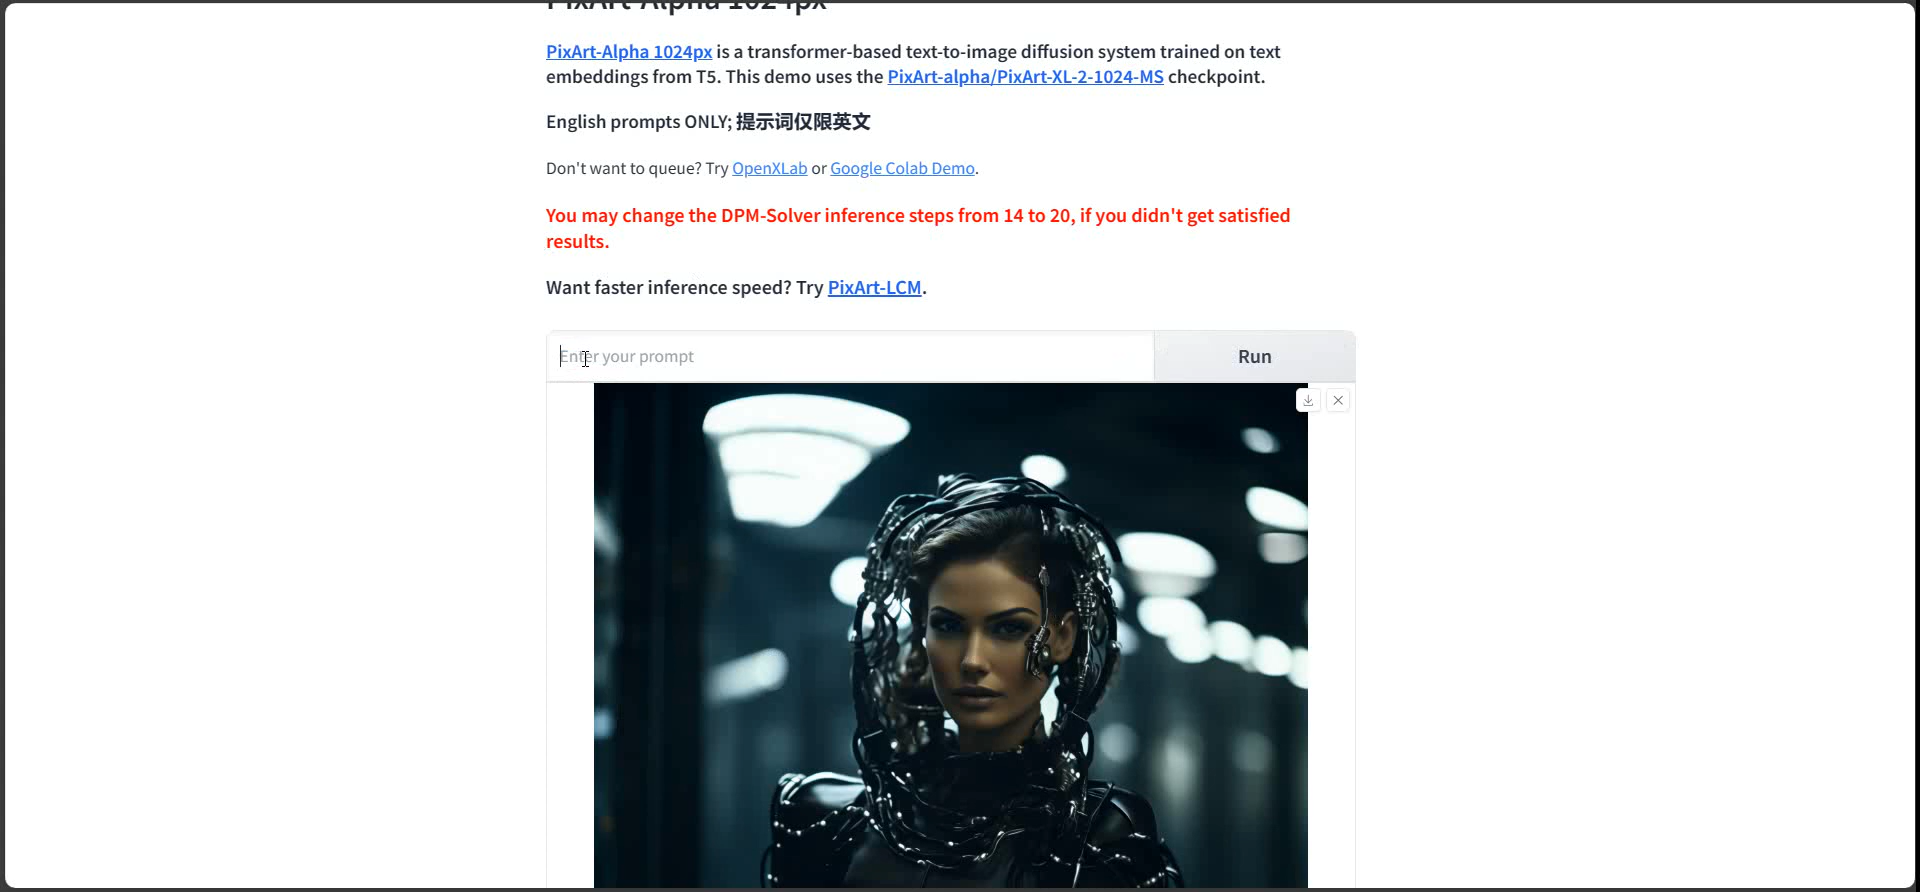 PixArt-Alpha 1024px
PixArt-Alpha 1024px is a transformer-based text-to-image diffusion system trained on text
embeddings from T5. This demo uses the PixArt-alpha/PixArt-XL-2-1024-MS checkpoint.
English prompts ONLY; 提示词仅限英文
Don't want to queue? Try OpenXLab or Google Colab Demo.
You may change the DPM-Solver inference steps from 14 to 20, if you didn't get satisfied
results.
Want faster inference speed? Try PixArt-LCM.
Enter your prompt
Run